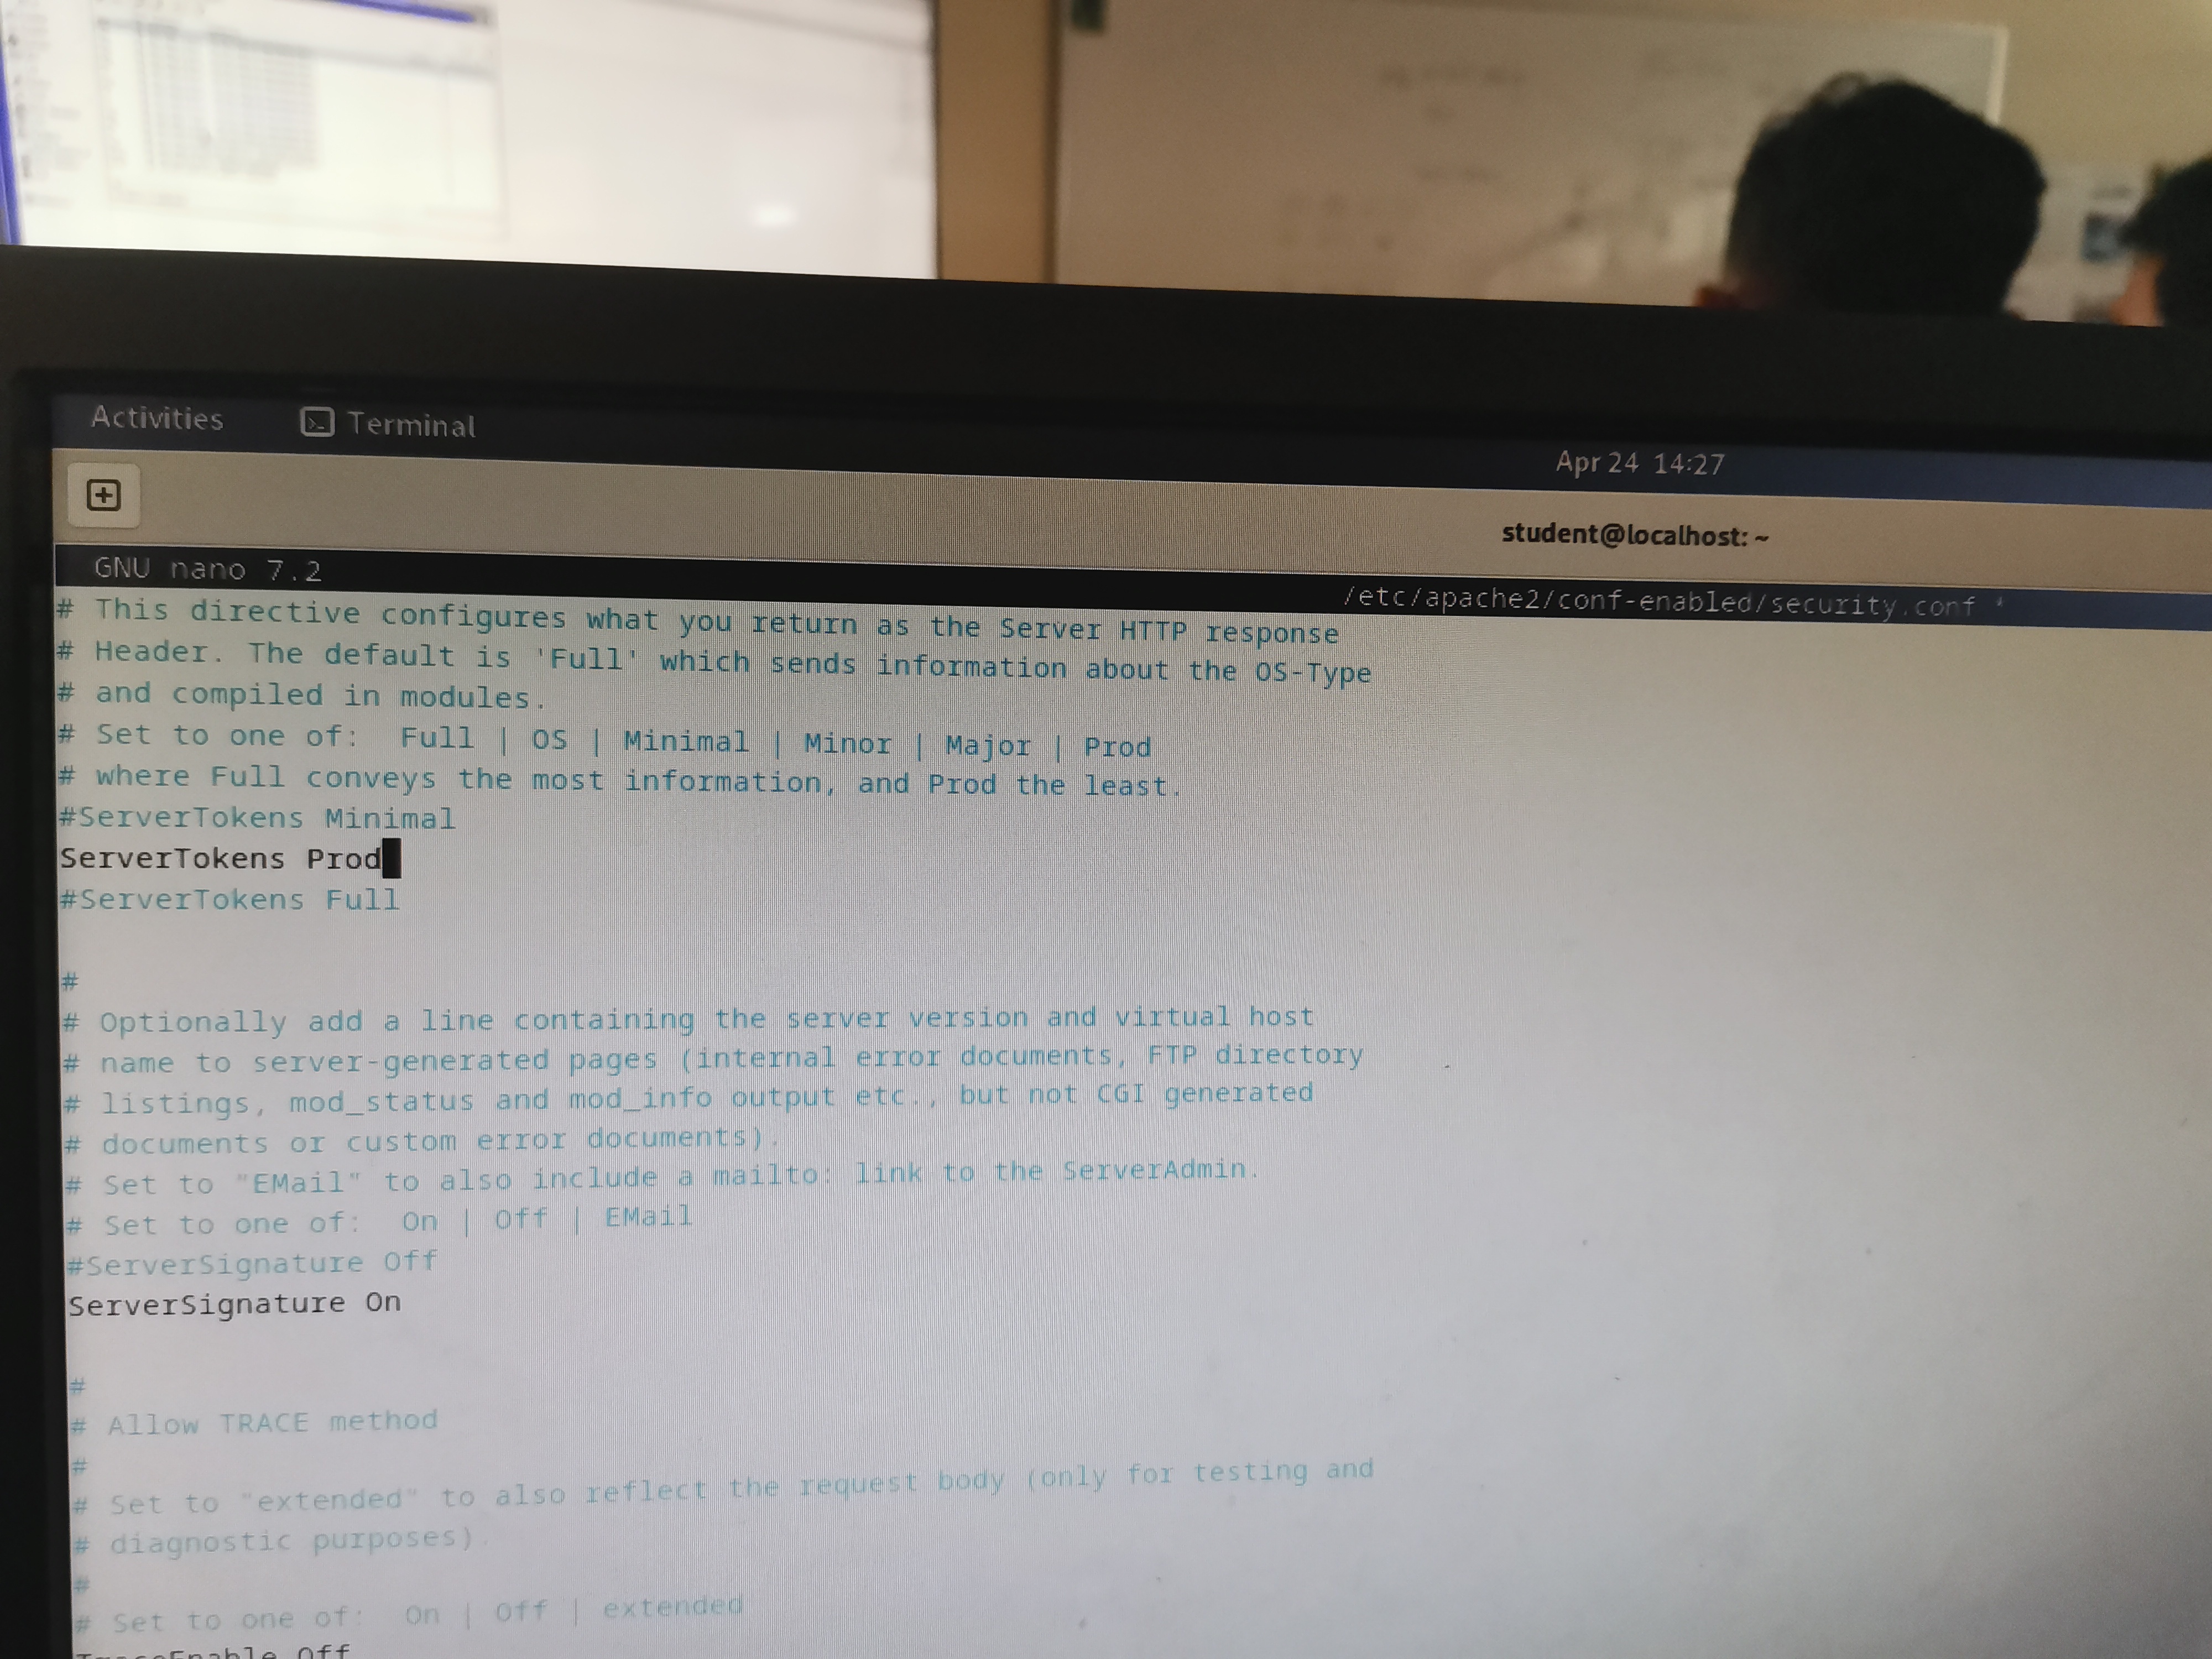 Activities
Terminal
Apr 24 14:27
student@localhost: ~
GNU nano 7.2
/etc/apache2/conf-enabled/security.conf *
# This directive configures what you return as the Server HTTP response
# Header. The default is 'Full' which sends information about the OS-Type
# and compiled in modules.
# Set to one of:  Full | OS | Minimal | Minor | Major | Prod
# where Full conveys the most information, and Prod the least.
#ServerTokens Minimal
ServerTokens Prod
#ServerTokens Full
#
# Optionally add a line containing the server version and virtual host
# name to server-generated pages (internal error documents, FTP directory
# listings, mod_status and mod_info output etc., but not CGI generated
# documents or custom error documents).
# Set to "EMail" to also include a mailto: link to the ServerAdmin.
# Set to one of:  On | Off | EMail
#ServerSignature Off
ServerSignature On
#
# Allow TRACE method
#
# Set to "extended" to also reflect the request body (only for testing and
# diagnostic purposes).
#
# Set to one of:  On | Off | extended
TraceEnable Off